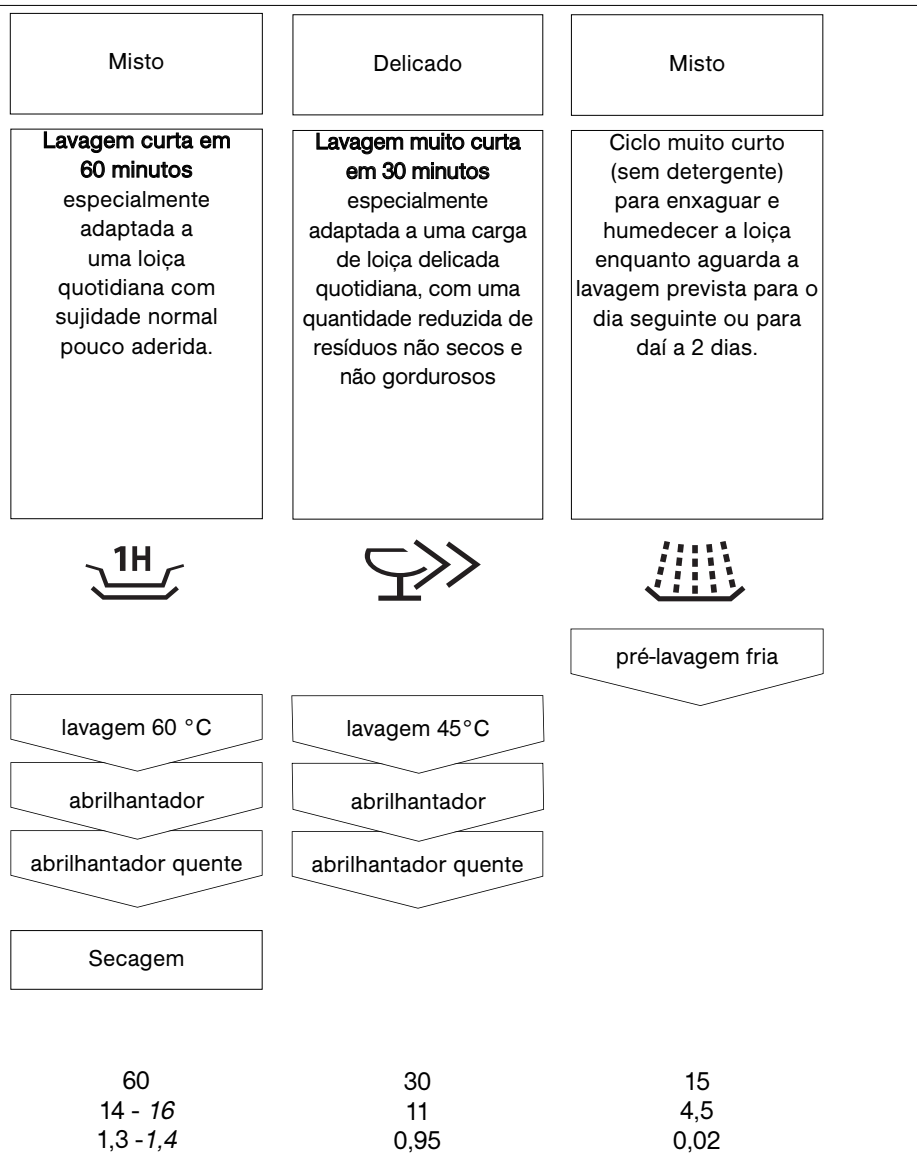 Misto
Lavagem curta em
60 minutos
especialmente
adaptada a
uma loiça
quotidiana com
sujidade normal
pouco aderida.
1H
lavagem 60 °C
abrilhantador
abrilhantador quente
Secagem
60
14 - 16
1,3 -1,4
Delicado
Lavagem muito curta
em 30 minutos
especialmente
adaptada a uma carga
de loiça delicada
quotidiana, com uma
quantidade reduzida de
resíduos não secos e
não gordurosos
lavagem 45°C
abrilhantador
abrilhantador quente
30
11
0,95
Misto
Ciclo muito curto
(sem detergente)
para enxaguar e
humedecer a loiça
enquanto aguarda a
lavagem prevista para o
dia seguinte ou para
daí a 2 dias.
pré-lavagem fria
15
4,5
0,02